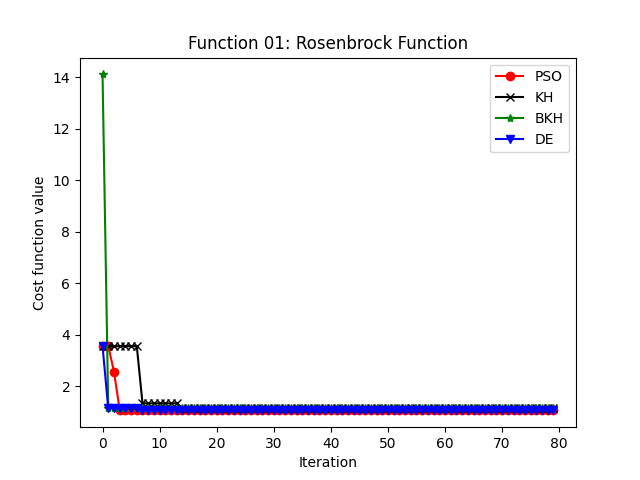 Function 01: Rosenbrock Function
PSO
KH
BKH
DE
Cost function value
14
12
10
8
6
4
2
0 10 20 30 40 50 60 70 80
Iteration